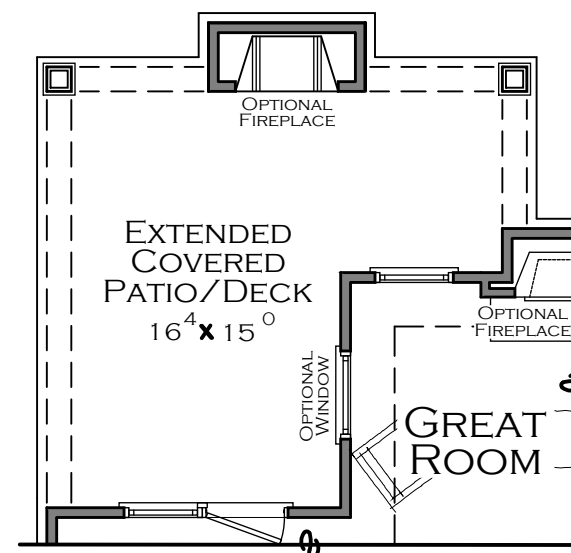 OPTIONAL
FIREPLACE
EXTENDED
COVERED
PATIO/DECK
16⁴ x 15⁰
OPTIONAL
WINDOW
OPTIONAL
FIREPLACE
GREAT
ROOM